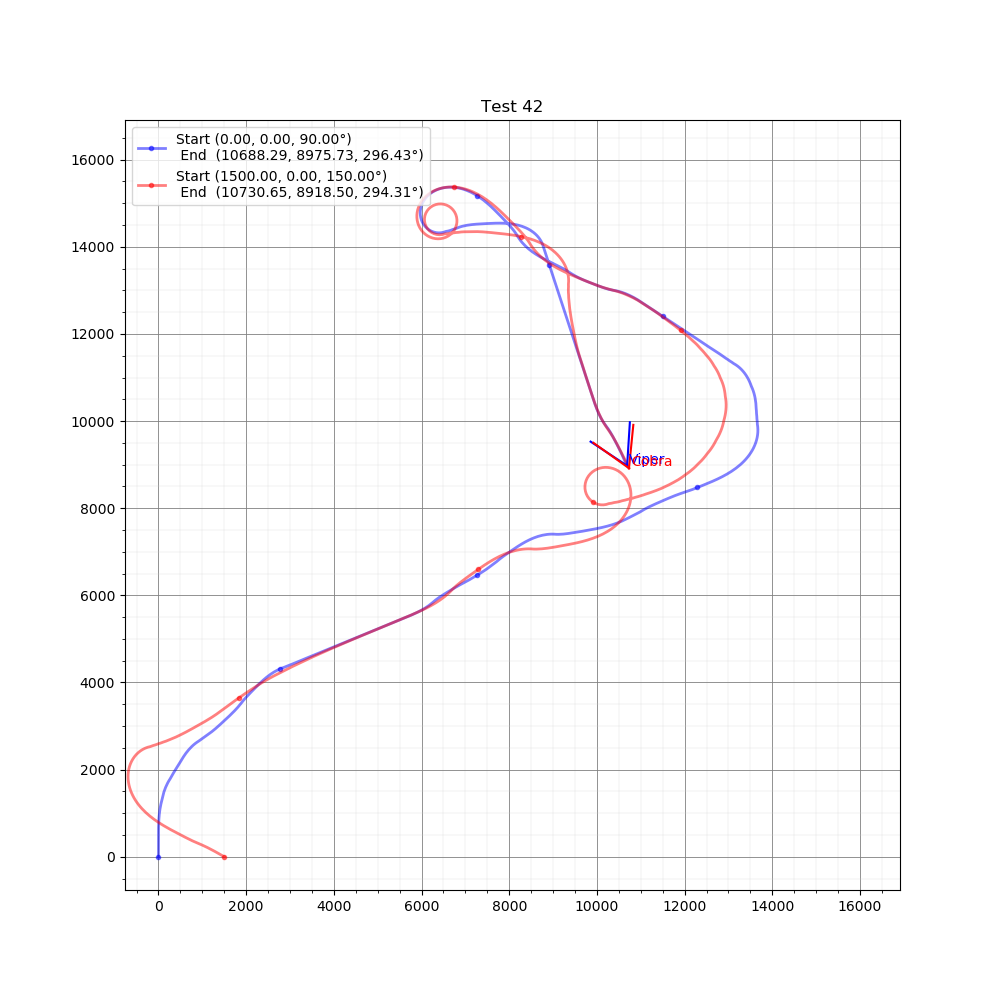 Test 42
Start (0.00, 0.00, 90.00°)
End (10688.29, 8975.73, 296.43°)
Start (1500.00, 0.00, 150.00°)
End (10730.65, 8918.50, 294.31°)
16000
14000
12000
10000
8000
6000
4000
2000
0
Viper
Cobra
0 2000 4000 6000 8000 10000 12000 14000 16000